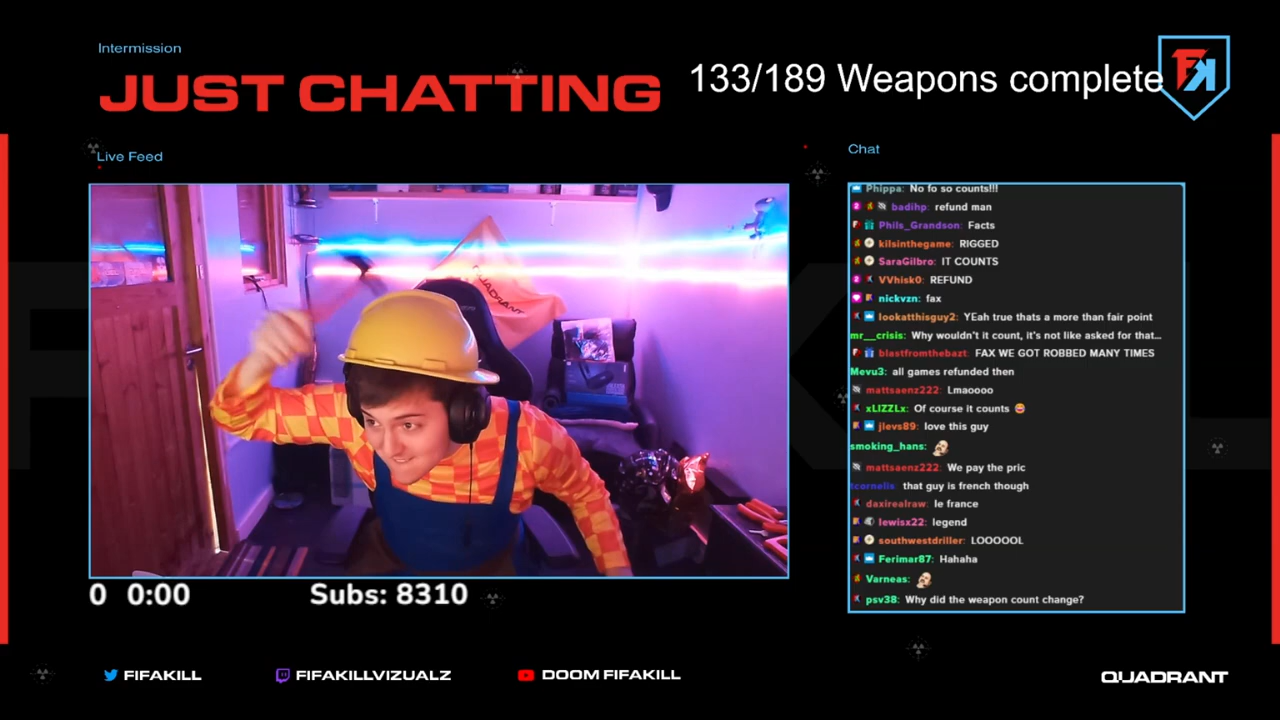 Intermission
JUST CHATTING
133/189 Weapons complete
FK
Live Feed
Chat
QUADRANT
Phippa: No fo so counts!!!
badihp: refund man
Phils_Grandson: Facts
kilsinthegame: RIGGED
SaraGilbro: IT COUNTS
VVhisk0: REFUND
nickvzn: fax
lookatthisguy2: YEah true thats a more than fair point
mr__crisis: Why wouldn't it count, it's not like asked for that...
blastfromthebazt: FAX WE GOT ROBBED MANY TIMES
Mevu3: all games refunded then
mattsaenz222: Lmaoooo
xLIZZLx: Of course it counts 😂
jlevs89: love this guy
smoking_hans:
mattsaenz222: We pay the pric
tcornelis that guy is french though
daxirealraw: le france
lewisx22: legend
southwestdriller: LOOOOOL
Ferimar87: Hahaha
Varneas:
psv38: Why did the weapon count change?
0 0:00
Subs: 8310
FIFAKILL
FIFAKILLVIZUALZ
DOOM FIFAKILL
QUADRANT